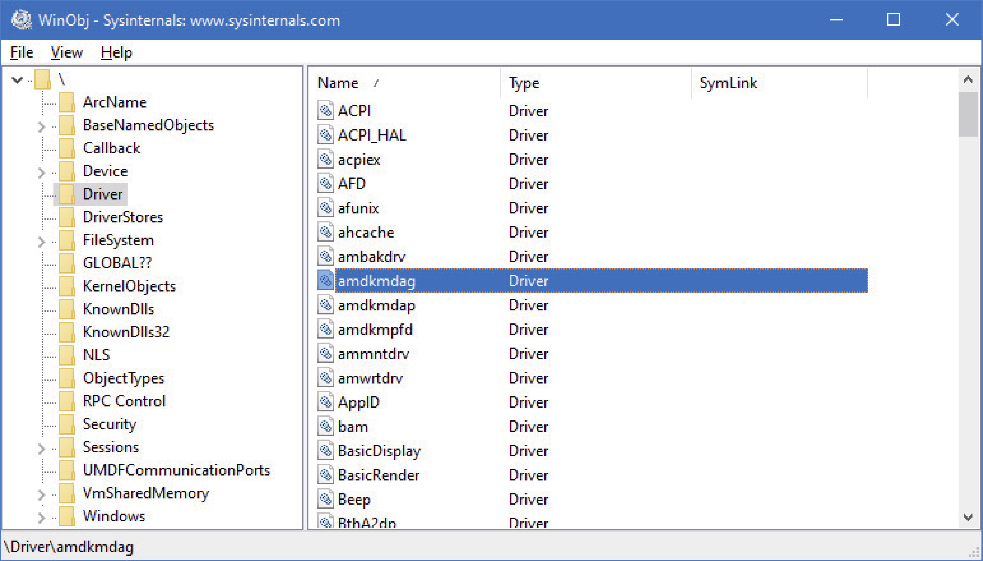 WinObj - Sysinternals: www.sysinternals.com
File View Help
\
ArcName
BaseNamedObjects
Callback
Device
Driver
DriverStores
FileSystem
GLOBAL??
KernelObjects
KnownDlls
KnownDlls32
NLS
ObjectTypes
RPC Control
Security
Sessions
UMDFCommunicationPorts
VmSharedMemory
Windows
Name / Type SymLink
ACPI Driver
ACPI_HAL Driver
acpiex Driver
AFD Driver
afunix Driver
ahcache Driver
ambakdrv Driver
amdkmdag Driver
amdkmdap Driver
amdkmpfd Driver
ammntdrv Driver
amwrtdrv Driver
AppID Driver
bam Driver
BasicDisplay Driver
BasicRender Driver
Beep Driver
BthA2dp Driver
\Driver\amdkmdag